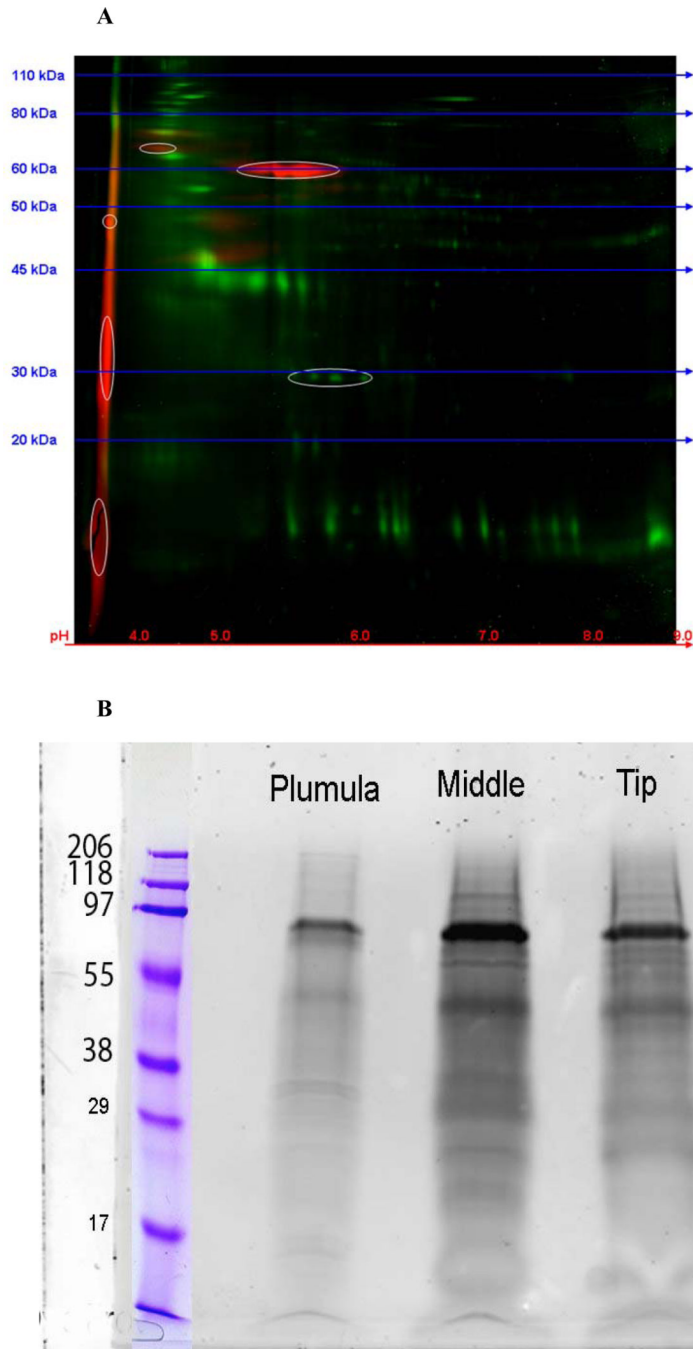 A
110 kDa
80 kDa
60 kDa
50 kDa
45 kDa
30 kDa
20 kDa
pH 4.0 5.0 6.0 7.0 8.0 9.0
B
Plumula Middle Tip
206
118
97
55
38
29
17